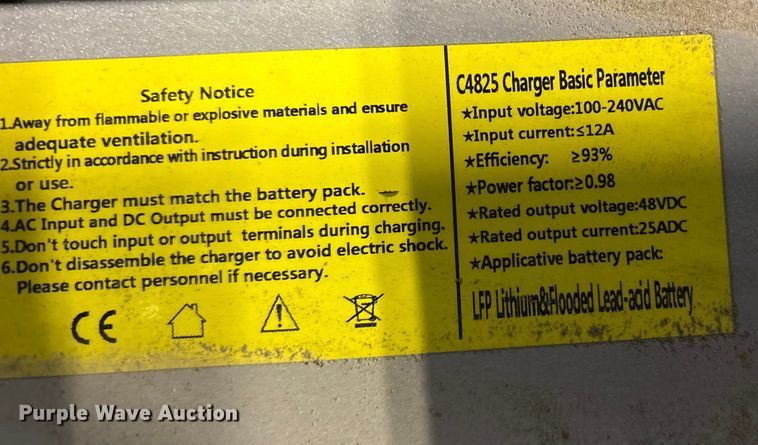 Safety Notice
1.Away from flammable or explosive materials and ensure
adequate ventilation.
2.Strictly in accordance with instruction during installation
or use.
3.The Charger must match the battery pack.
4.AC Input and DC Output must be connected correctly.
5.Don't touch input or output terminals during charging.
6.Don't disassemble the charger to avoid electric shock.
Please contact personnel if necessary.
CE
C4825 Charger Basic Parameter
★Input voltage:100-240VAC
★Input current:≤12A
★Efficiency: ≥93%
★Power factor:≥0.98
★Rated output voltage:48VDC
★Rated output current:25ADC
★Applicative battery pack:
LFP Lithium&Flooded Lead-acid Battery
Purple Wave Auction